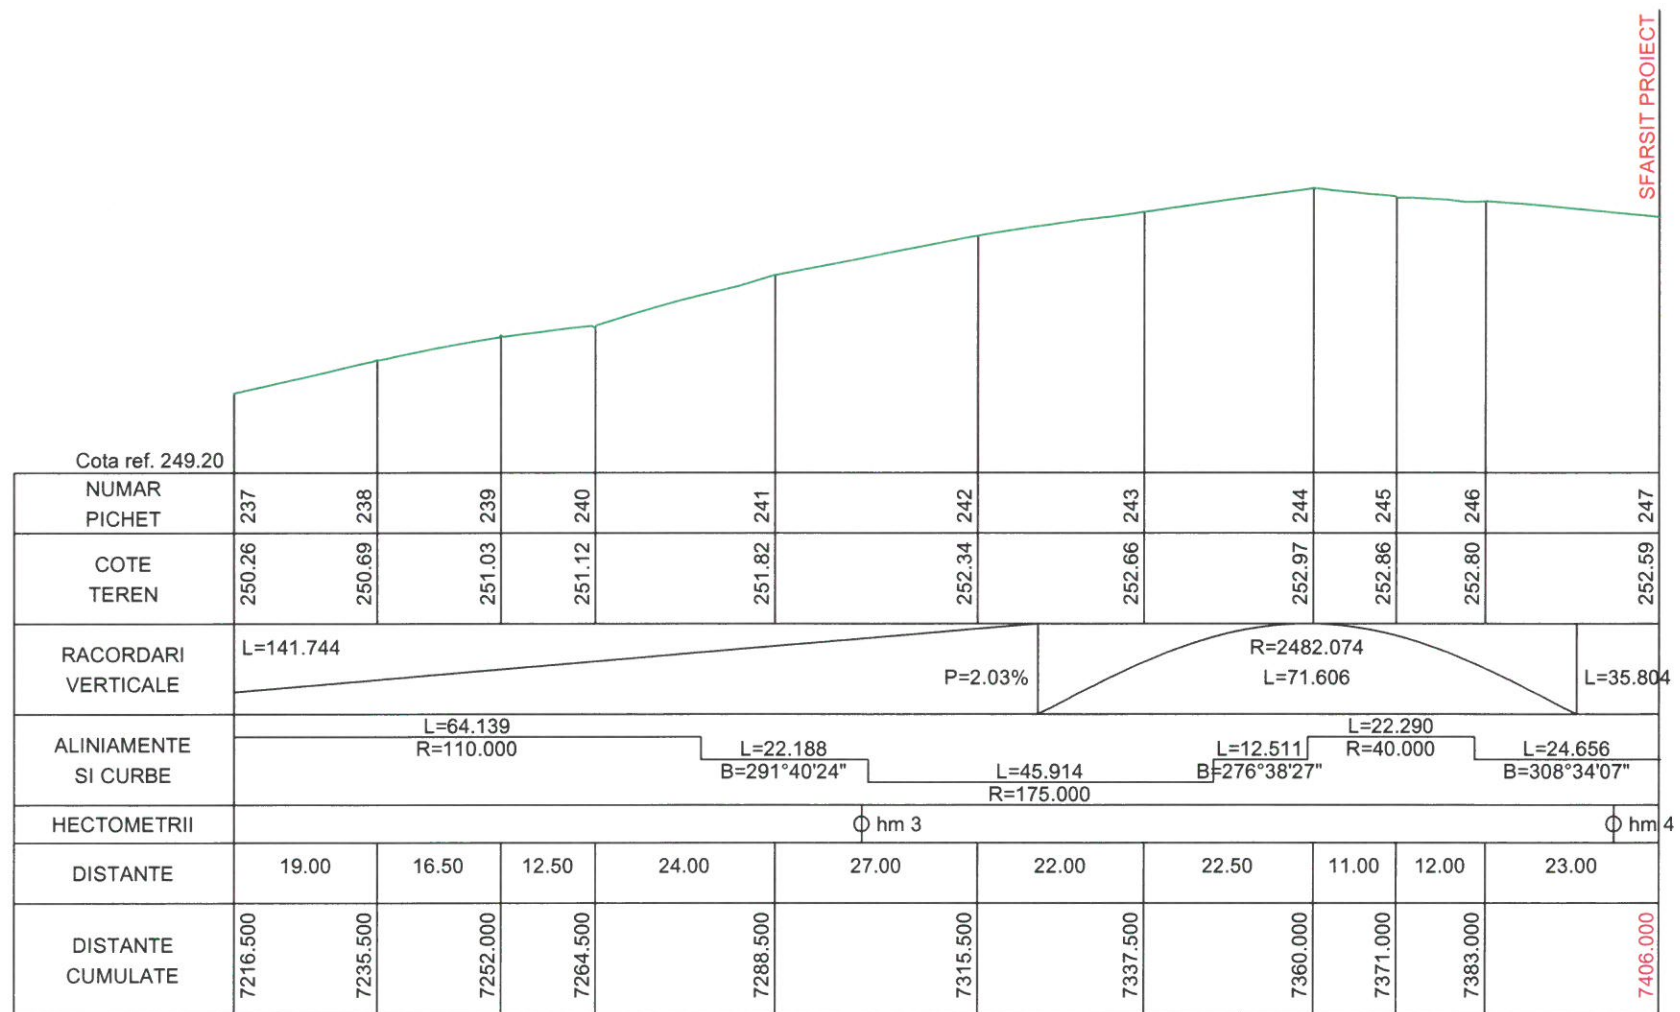 SFARSIT PROIECT
Cota ref. 249.20
NUMAR
PICHET
237 238 239 240 241 242 243 244 245 246 247
COTE
TEREN
250.26 250.69 251.03 251.12 251.82 252.34 252.66 252.97 252.86 252.80 252.59
RACORDARI
VERTICALE
L=141.744
P=2.03%
R=2482.074
L=71.606
L=35.804
ALINIAMENTE
SI CURBE
L=64.139
R=110.000
L=22.188
B=291°40'24"
L=45.914
R=175.000
L=12.511
B=276°38'27"
L=22.290
R=40.000
L=24.656
B=308°34'07"
HECTOMETRII
hm 3
hm 4
DISTANTE
19.00 16.50 12.50 24.00 27.00 22.00 22.50 11.00 12.00 23.00
DISTANTE
CUMULATE
7216.500 7235.500 7252.000 7264.500 7288.500 7315.500 7337.500 7360.000 7371.000 7383.000 7406.000